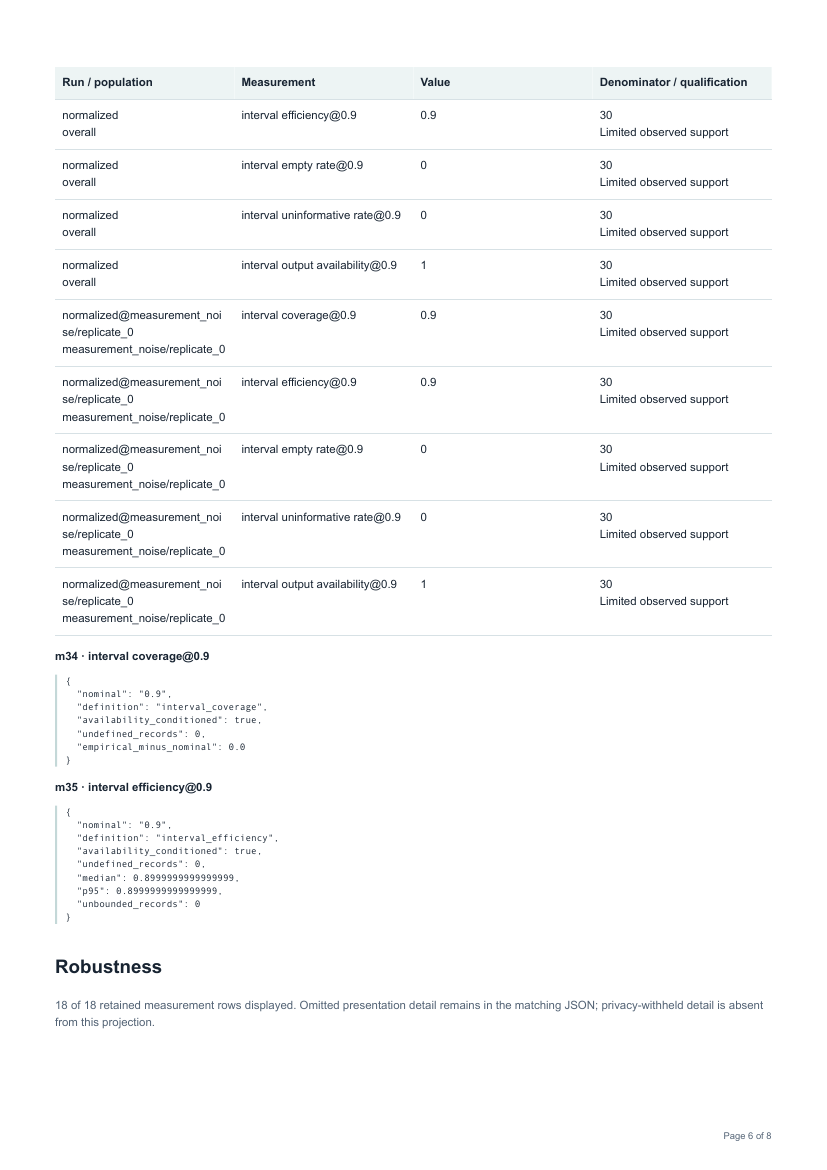 Run / population Measurement Value Denominator / qualification
normalized interval efficiency@0.9 0.9 30
overall Limited observed support
normalized interval empty rate@0.9 0 30
overall Limited observed support
normalized interval uninformative rate@0.9 0 30
overall Limited observed support
normalized interval output availability@0.9 1 30
overall Limited observed support
normalized@measurement_noi interval coverage@0.9 0.9 30
se/replicate_0 Limited observed support
measurement_noise/replicate_0
normalized@measurement_noi interval efficiency@0.9 0.9 30
se/replicate_0 Limited observed support
measurement_noise/replicate_0
normalized@measurement_noi interval empty rate@0.9 0 30
se/replicate_0 Limited observed support
measurement_noise/replicate_0
normalized@measurement_noi interval uninformative rate@0.9 0 30
se/replicate_0 Limited observed support
measurement_noise/replicate_0
normalized@measurement_noi interval output availability@0.9 1 30
se/replicate_0 Limited observed support
measurement_noise/replicate_0
m34 · interval coverage@0.9
{
"nominal": "0.9",
"definition": "interval_coverage",
"availability_conditioned": true,
"undefined_records": 0,
"empirical_minus_nominal": 0.0
}
m35 · interval efficiency@0.9
{
"nominal": "0.9",
"definition": "interval_efficiency",
"availability_conditioned": true,
"undefined_records": 0,
"median": 0.8999999999999999,
"p95": 0.8999999999999999,
"unbounded_records": 0
}
Robustness
18 of 18 retained measurement rows displayed. Omitted presentation detail remains in the matching JSON; privacy-withheld detail is absent
from this projection.
Page 6 of 8